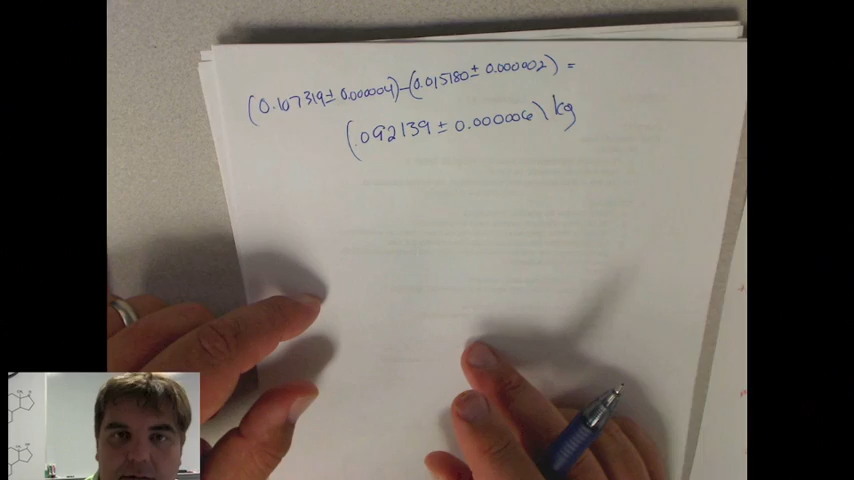 (0.107319± 0.000004)-(0.015180± 0.000002) =
(.092139 ± 0.000006) kg